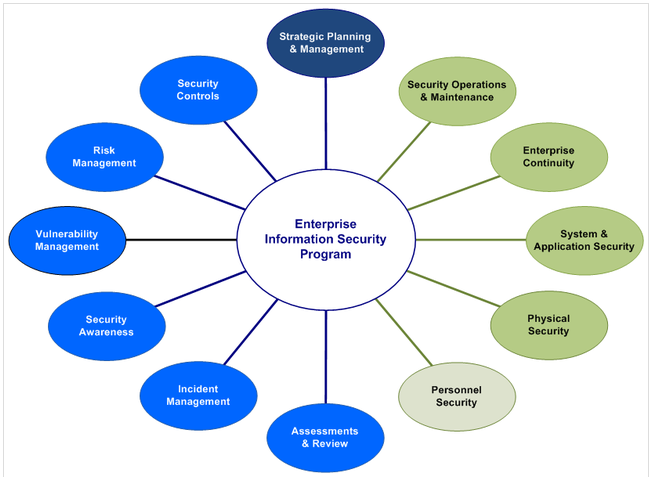 Strategic Planning
& Management
Security
Controls
Security Operations
& Maintenance
Risk
Management
Enterprise
Continuity
Vulnerability
Management
Enterprise
Information Security
Program
System &
Application Security
Security
Awareness
Physical
Security
Incident
Management
Personnel
Security
Assessments
& Review